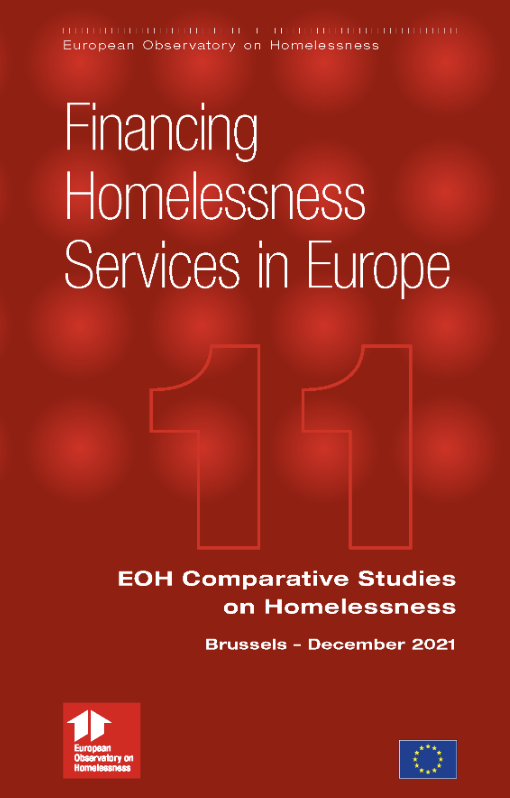 European Observatory on Homelessness
Financing
Homelessness
Services in Europe
11
EOH Comparative Studies
on Homelessness
Brussels – December 2021
European
Observatory on
Homelessness